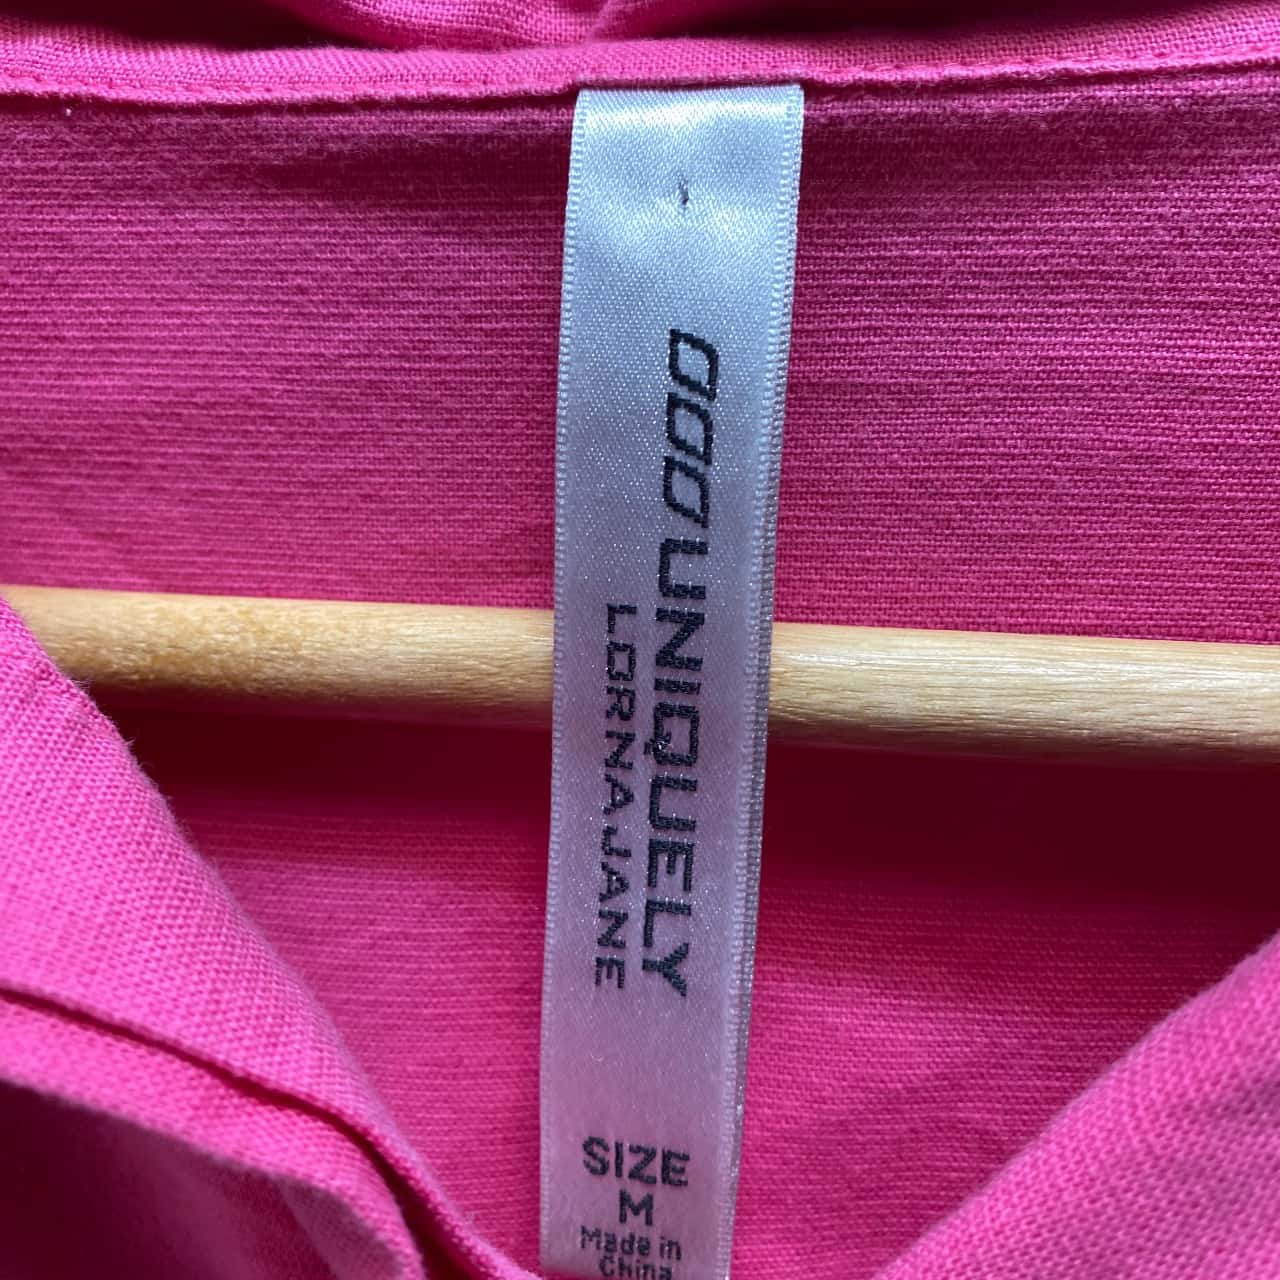 UNIQUELY
LORNA JANE
SIZE
M
Made in
China